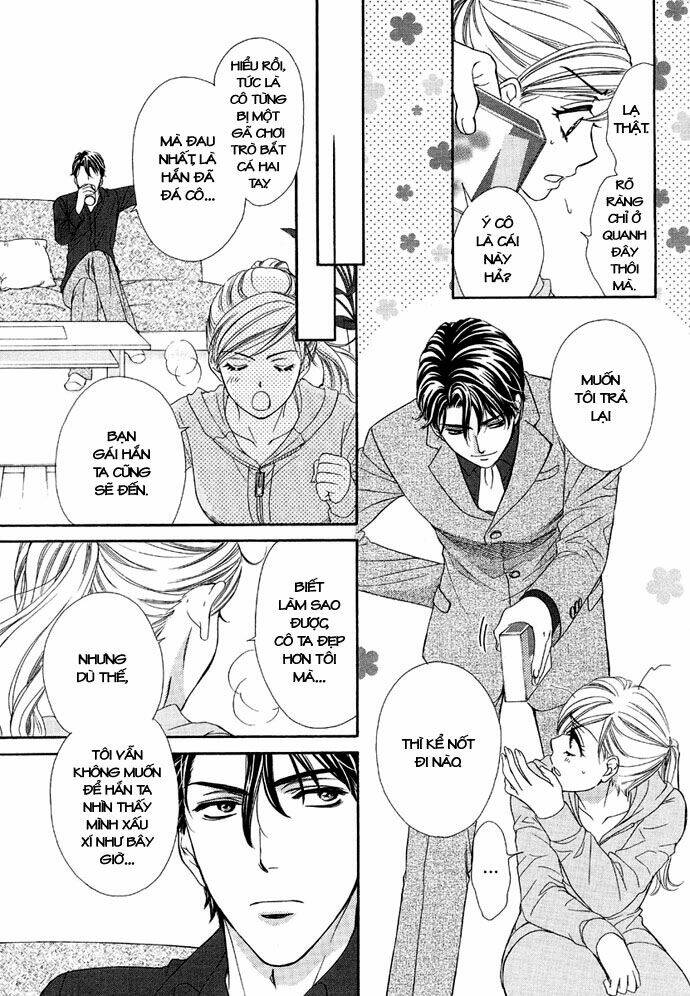 LẠ
THẬT.
RÕ
RÀNG
CHỈ Ở
QUANH
ĐÂY
THÔI
MÀ.
Ý CÔ
LÀ CÁI
NÀY
HẢ?
MUỐN
TÔI TRẢ
LẠI
THÌ KỂ NỐT
ĐI NÀO.
...
HIỂU RỒI,
TỨC LÀ
CÔ TỪNG
BỊ MỘT
GÃ CHƠI
TRÒ BẮT
CÁ HAI
TAY
MÀ ĐAU
NHẤT, LÀ
HẮN ĐÃ
ĐÁ CÔ...
BẠN
GÁI HẮN
TA CŨNG
SẼ ĐẾN.
BIẾT
LÀM SAO
ĐƯỢC,
CÔ TA ĐẸP
HƠN TÔI
MÀ...
NHƯNG
DÙ THẾ,
TÔI VẪN
KHÔNG MUỐN
ĐỂ HẮN TA
NHÌN THẤY
MÌNH XẤU
XÍ NHƯ BÂY
GIỜ...